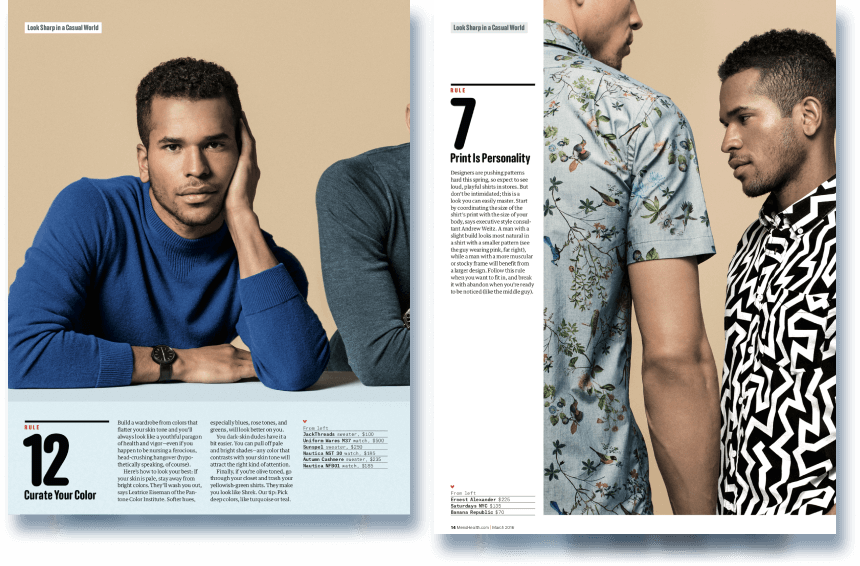 Look Sharp in a Casual World
RULE
12
Curate Your Color
Build a wardrobe from colors that
flatter your skin tone and you'll
always look like a youthful paragon
of health and vigor—even if you
happen to be nursing a ferocious,
head-crushing hangover (hypo-
thetically speaking, of course).
Here's how to look your best: If
your skin is pale, stay away from
bright colors. They'll wash you out,
says Leatrice Eiseman of the Pan-
tone Color Institute. Softer hues,
especially blues, rose tones, and
greens, will look better on you.
You dark-skin dudes have it a
bit easier. You can pull off pale
and bright shades—any color that
contrasts with your skin tone will
attract the right kind of attention.
Finally, if you're olive toned, go
through your closet and trash your
yellowish-green shirts. They make
you look like Shrek. Our tip: Pick
deep colors, like turquoise or teal.
From left
JackThreads sweater, $100
Uniform Wares M37 watch, $500
Sunspel sweater, $290
Nautica NST 30 watch, $165
Autumn Cashmere sweater, $235
Nautica NFB01 watch, $185
Look Sharp in a Casual World
RULE
7
Print Is Personality
Designers are pushing patterns
hard this spring, so expect to see
loud, playful shirts in stores. But
don't be intimidated; this is a
look you can easily master. Start
by coordinating the size of the
shirt's print with the size of your
body, says executive style consul-
tant Andrew Weitz. A man with a
slight build looks most natural in
a shirt with a smaller pattern (see
the guy wearing pink, far right),
while a man with a more muscular
or stocky frame will benefit from
a larger design. Follow this rule
when you want to fit in, and break
it with abandon when you're ready
to be noticed (like the middle guy).
From left
Ernest Alexander $225
Saturdays NYC $135
Banana Republic $70
14 MensHealth.com | March 2016